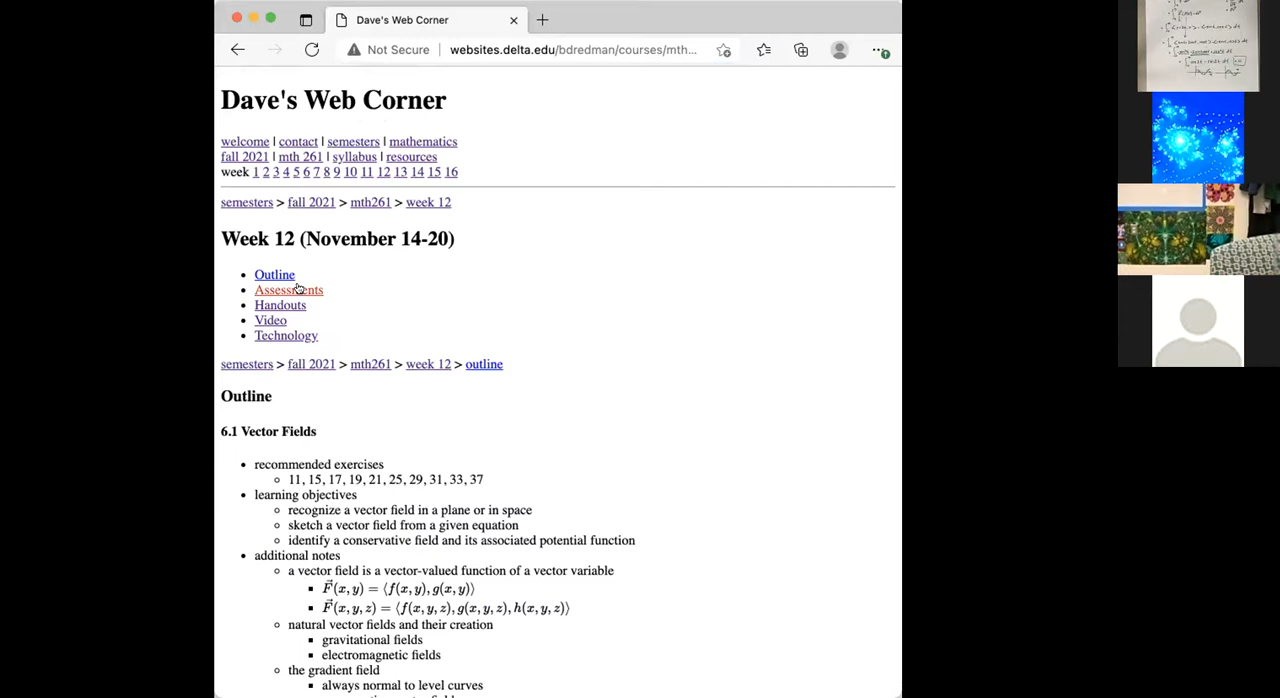 Dave's Web Corner
Not Secure | websites.delta.edu/bdredman/courses/mth...
Dave's Web Corner
welcome | contact | semesters | mathematics
fall 2021 | mth 261 | syllabus | resources
week 1 2 3 4 5 6 7 8 9 10 11 12 13 14 15 16
semesters > fall 2021 > mth261 > week 12
Week 12 (November 14-20)
• Outline
• Assessments
• Handouts
• Video
• Technology
semesters > fall 2021 > mth261 > week 12 > outline
Outline
6.1 Vector Fields
• recommended exercises
◦ 11, 15, 17, 19, 21, 25, 29, 31, 33, 37
• learning objectives
◦ recognize a vector field in a plane or in space
◦ sketch a vector field from a given equation
◦ identify a conservative field and its associated potential function
• additional notes
◦ a vector field is a vector-valued function of a vector variable
▪ F⃗(x, y) = ⟨f(x, y), g(x, y)⟩
▪ F⃗(x, y, z) = ⟨f(x, y, z), g(x, y, z), h(x, y, z)⟩
◦ natural vector fields and their creation
▪ gravitational fields
▪ electromagnetic fields
◦ the gradient field
▪ always normal to level curves